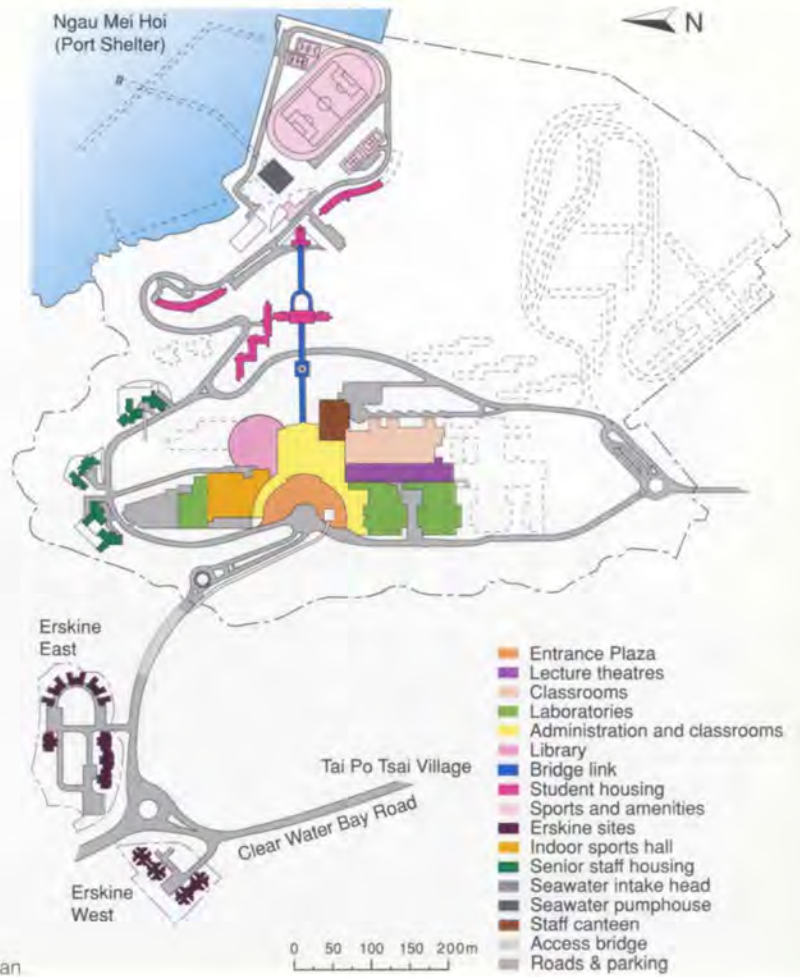 Ngau Mei Hoi
(Port Shelter)
N
Erskine
East
Entrance Plaza
Lecture theatres
Classrooms
Laboratories
Administration and classrooms
Library
Bridge link
Student housing
Sports and amenities
Erskine sites
Indoor sports hall
Senior staff housing
Seawater intake head
Seawater pumphouse
Staff canteen
Access bridge
Roads & parking
Tai Po Tsai Village
Clear Water Bay Road
Erskine
West
0 50 100 150 200m
an